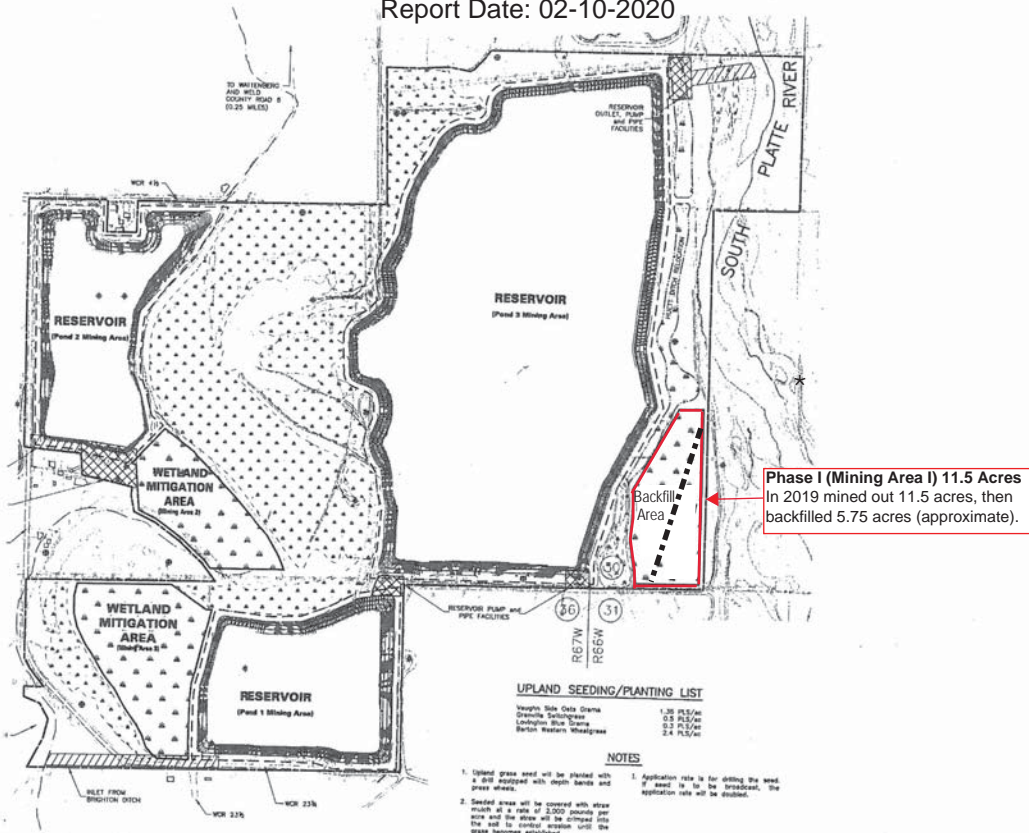 Report Date: 02-10-2020
TO WATTENBERG
AND WELD
COUNTY ROAD 6
(0.25 MILES)
RESERVOIR
OUTLET, PUMP
and PIPE
FACILITIES
SOUTH PLATTE RIVER
WCR 4½
RESERVOIR
(Pond 2 Mining Area)
RESERVOIR
(Pond 3 Mining Area)
DITCH RELOCATION
WETLAND
MITIGATION
AREA
(Mining Area 2)
Backfill
Area
Phase I (Mining Area I) 11.5 Acres
In 2019 mined out 11.5 acres, then
backfilled 5.75 acres (approximate).
30
36 31
R67W
R66W
RESERVOIR PUMP and
PIPE FACILITIES
WETLAND
MITIGATION
AREA
RESERVOIR
(Pond 1 Mining Area)
INLET FROM
BRIGHTON DITCH
WCR 23½
WCR 23¾
UPLAND SEEDING/PLANTING LIST
Vaughn Side Oats Grama 1.35 PLS/ac
Grenville Switchgrass 0.5 PLS/ac
Lovington Blue Grama 0.3 PLS/ac
Barton Western Wheatgrass 2.4 PLS/ac
NOTES
1. Upland grass seed will be planted with
a drill equipped with depth bands and
press wheels.
2. Seeded areas will be covered with straw
mulch at a rate of 2,000 pounds per
acre and the straw will be crimped into
the soil to control erosion until the
grass becomes established.
1. Application rate is for drilling the seed.
If seed is to be broadcast, the
application rate will be doubled.